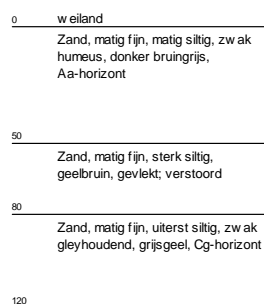 0 weiland
Zand, matig fijn, matig siltig, zwak
humeus, donker bruingrijs,
Aa-horizont
50
Zand, matig fijn, sterk siltig,
geelbruin, gevlekt; verstoord
80
Zand, matig fijn, uiterst siltig, zwak
gleyhoudend, grijsgeel, Cg-horizont
120